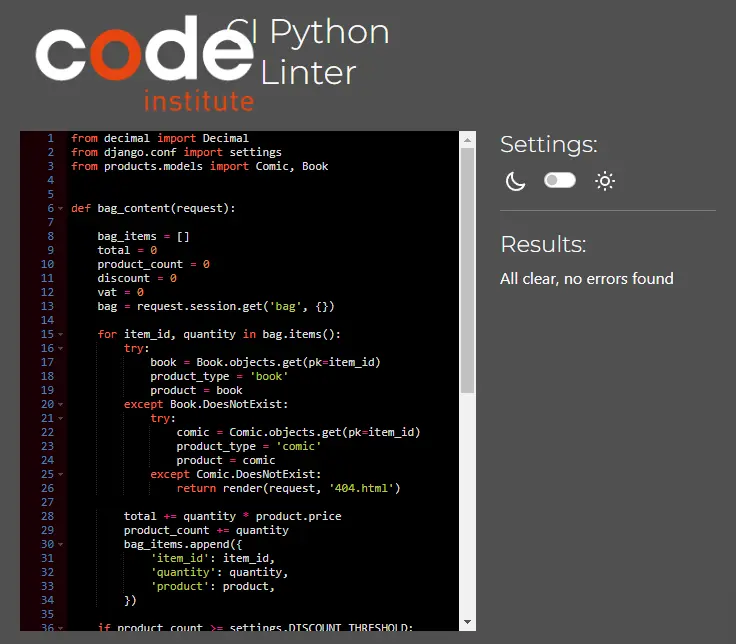 code
institute
CI Python
Linter
1 from decimal import Decimal
2 from django.conf import settings
3 from products.models import Comic, Book
4
5
6 def bag_content(request):
7
8 bag_items = []
9 total = 0
10 product_count = 0
11 discount = 0
12 vat = 0
13 bag = request.session.get('bag', {})
14
15 for item_id, quantity in bag.items():
16 try:
17 book = Book.objects.get(pk=item_id)
18 product_type = 'book'
19 product = book
20 except Book.DoesNotExist:
21 try:
22 comic = Comic.objects.get(pk=item_id)
23 product_type = 'comic'
24 product = comic
25 except Comic.DoesNotExist:
26 return render(request, '404.html')
27
28 total += quantity * product.price
29 product_count += quantity
30 bag_items.append({
31 'item_id': item_id,
32 'quantity': quantity,
33 'product': product,
34 })
35
36 if product_count >= settings.DISCOUNT_THRESHOLD:
Settings:
Results:
All clear, no errors found